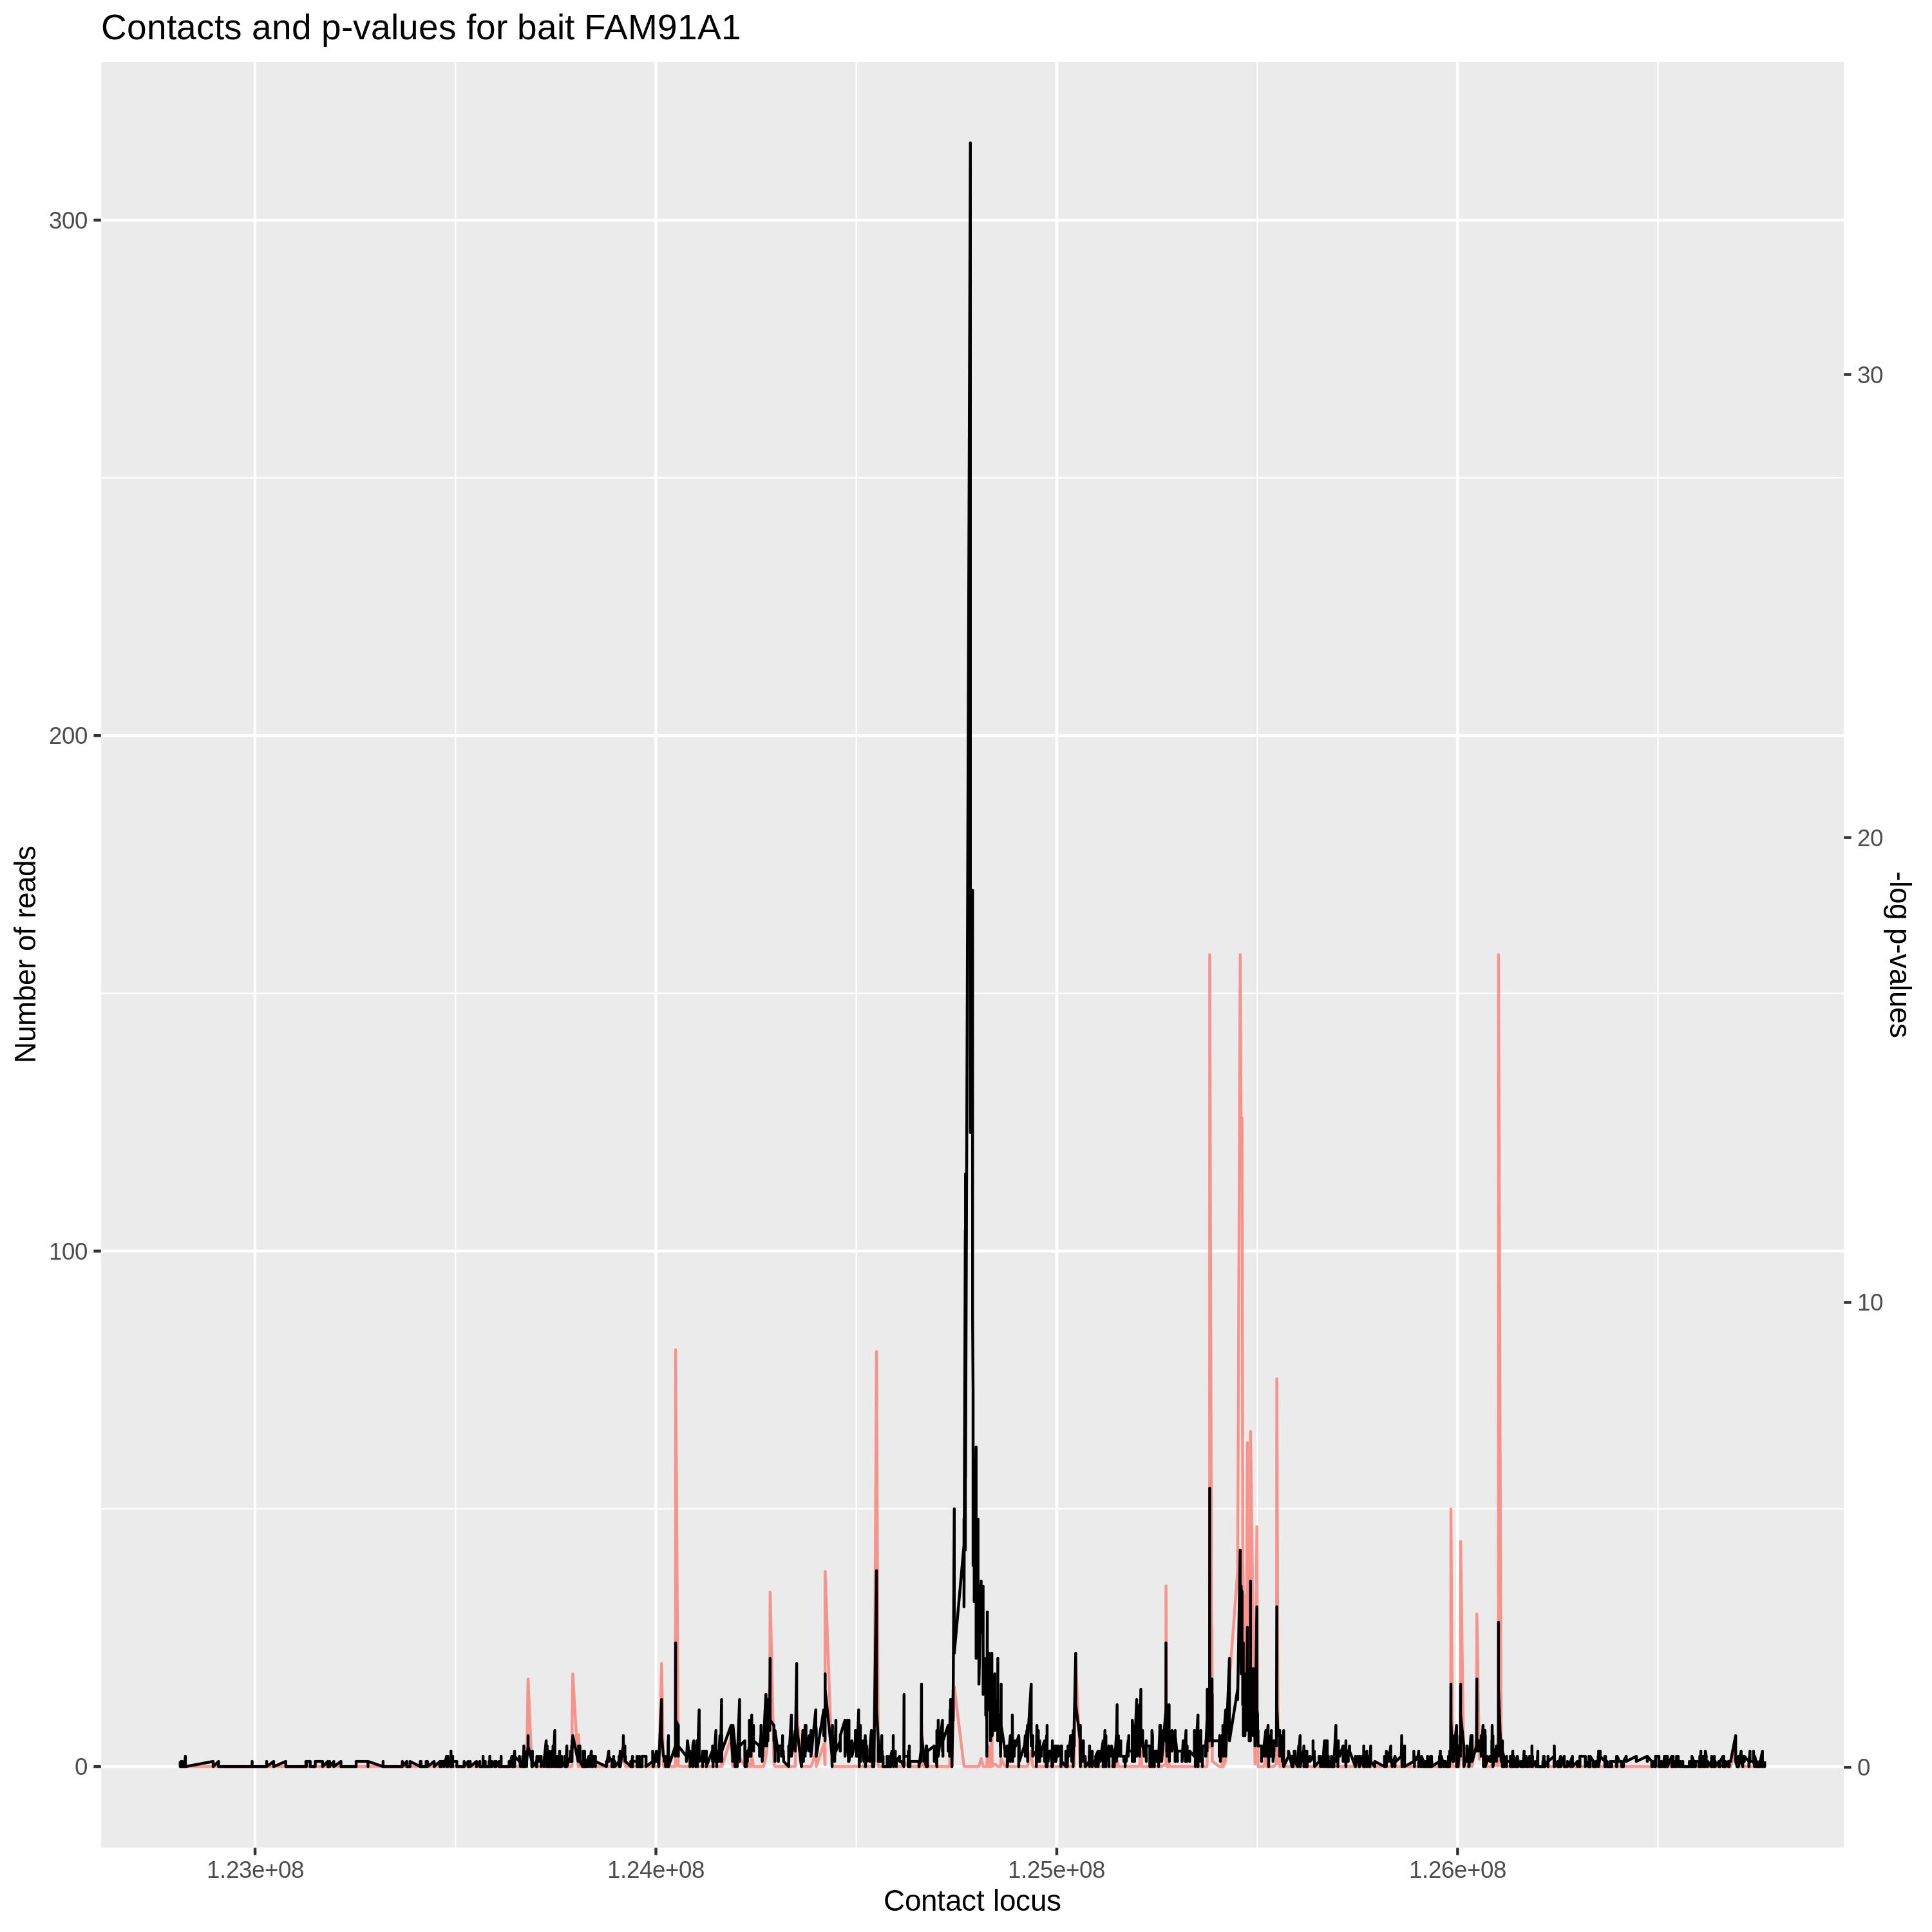 Contacts and p-values for bait FAM91A1
300
200
100
0
Number of reads
30
20
10
0
-log p-values
1.23e+08
1.24e+08
1.25e+08
1.26e+08
Contact locus